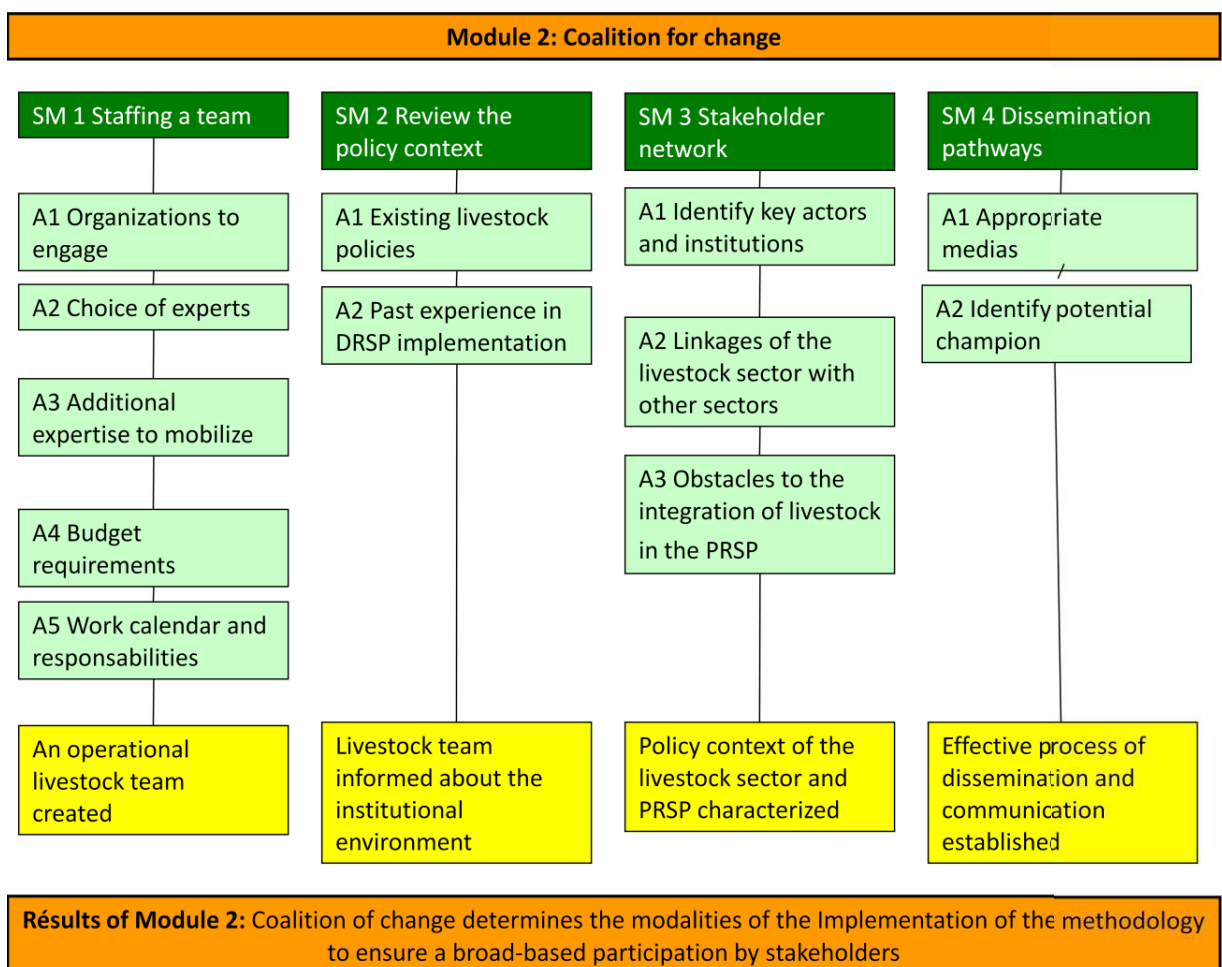 Module 2: Coalition for change
SM 1 Staffing a team
A1 Organizations to
engage
A2 Choice of experts
A3 Additional
expertise to mobilize
A4 Budget
requirements
A5 Work calendar and
responsabilities
An operational
livestock team
created
SM 2 Review the
policy context
A1 Existing livestock
policies
A2 Past experience in
DRSP implementation
Livestock team
informed about the
institutional
environment
SM 3 Stakeholder
network
A1 Identify key actors
and institutions
A2 Linkages of the
livestock sector with
other sectors
A3 Obstacles to the
integration of livestock
in the PRSP
Policy context of the
livestock sector and
PRSP characterized
SM 4 Dissemination
pathways
A1 Appropriate
medias
A2 Identify potential
champion
Effective process of
dissemination and
communication
established
Résults of Module 2: Coalition of change determines the modalities of the Implementation of the methodology
to ensure a broad-based participation by stakeholders